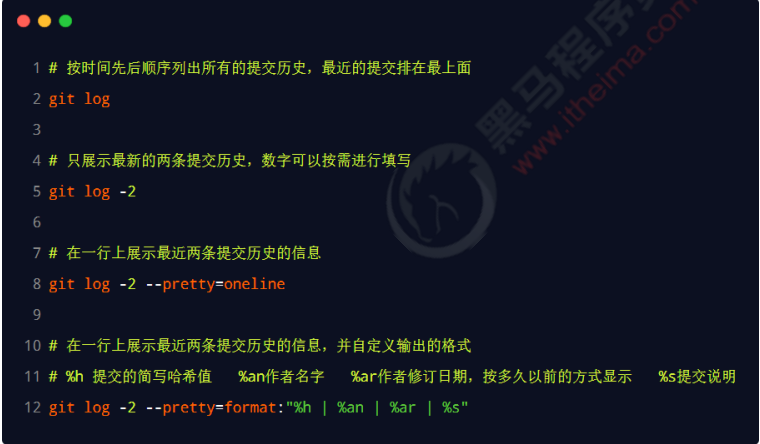 黑马程序
www.itheima.com
1 # 按时间先后顺序列出所有的提交历史，最近的提交排在最上面
2 git log
3
4 # 只展示最新的两条提交历史，数字可以按需进行填写
5 git log -2
6
7 # 在一行上展示最近两条提交历史的信息
8 git log -2 --pretty=oneline
9
10 # 在一行上展示最近两条提交历史的信息，并自定义输出的格式
11 # %h 提交的简写哈希值   %an作者名字   %ar作者修订日期，按多久以前的方式显示   %s提交说明
12 git log -2 --pretty=format:"%h | %an | %ar | %s"